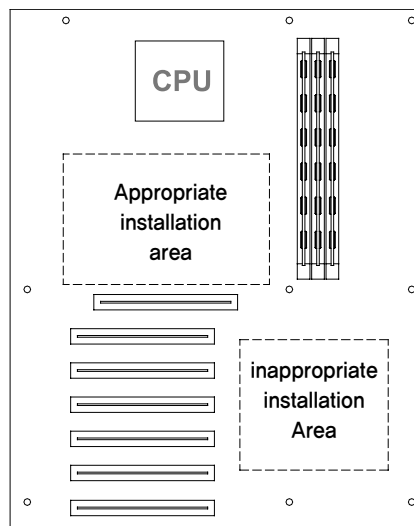 CPU
Appropriate
installation
area
inappropriate
installation
Area